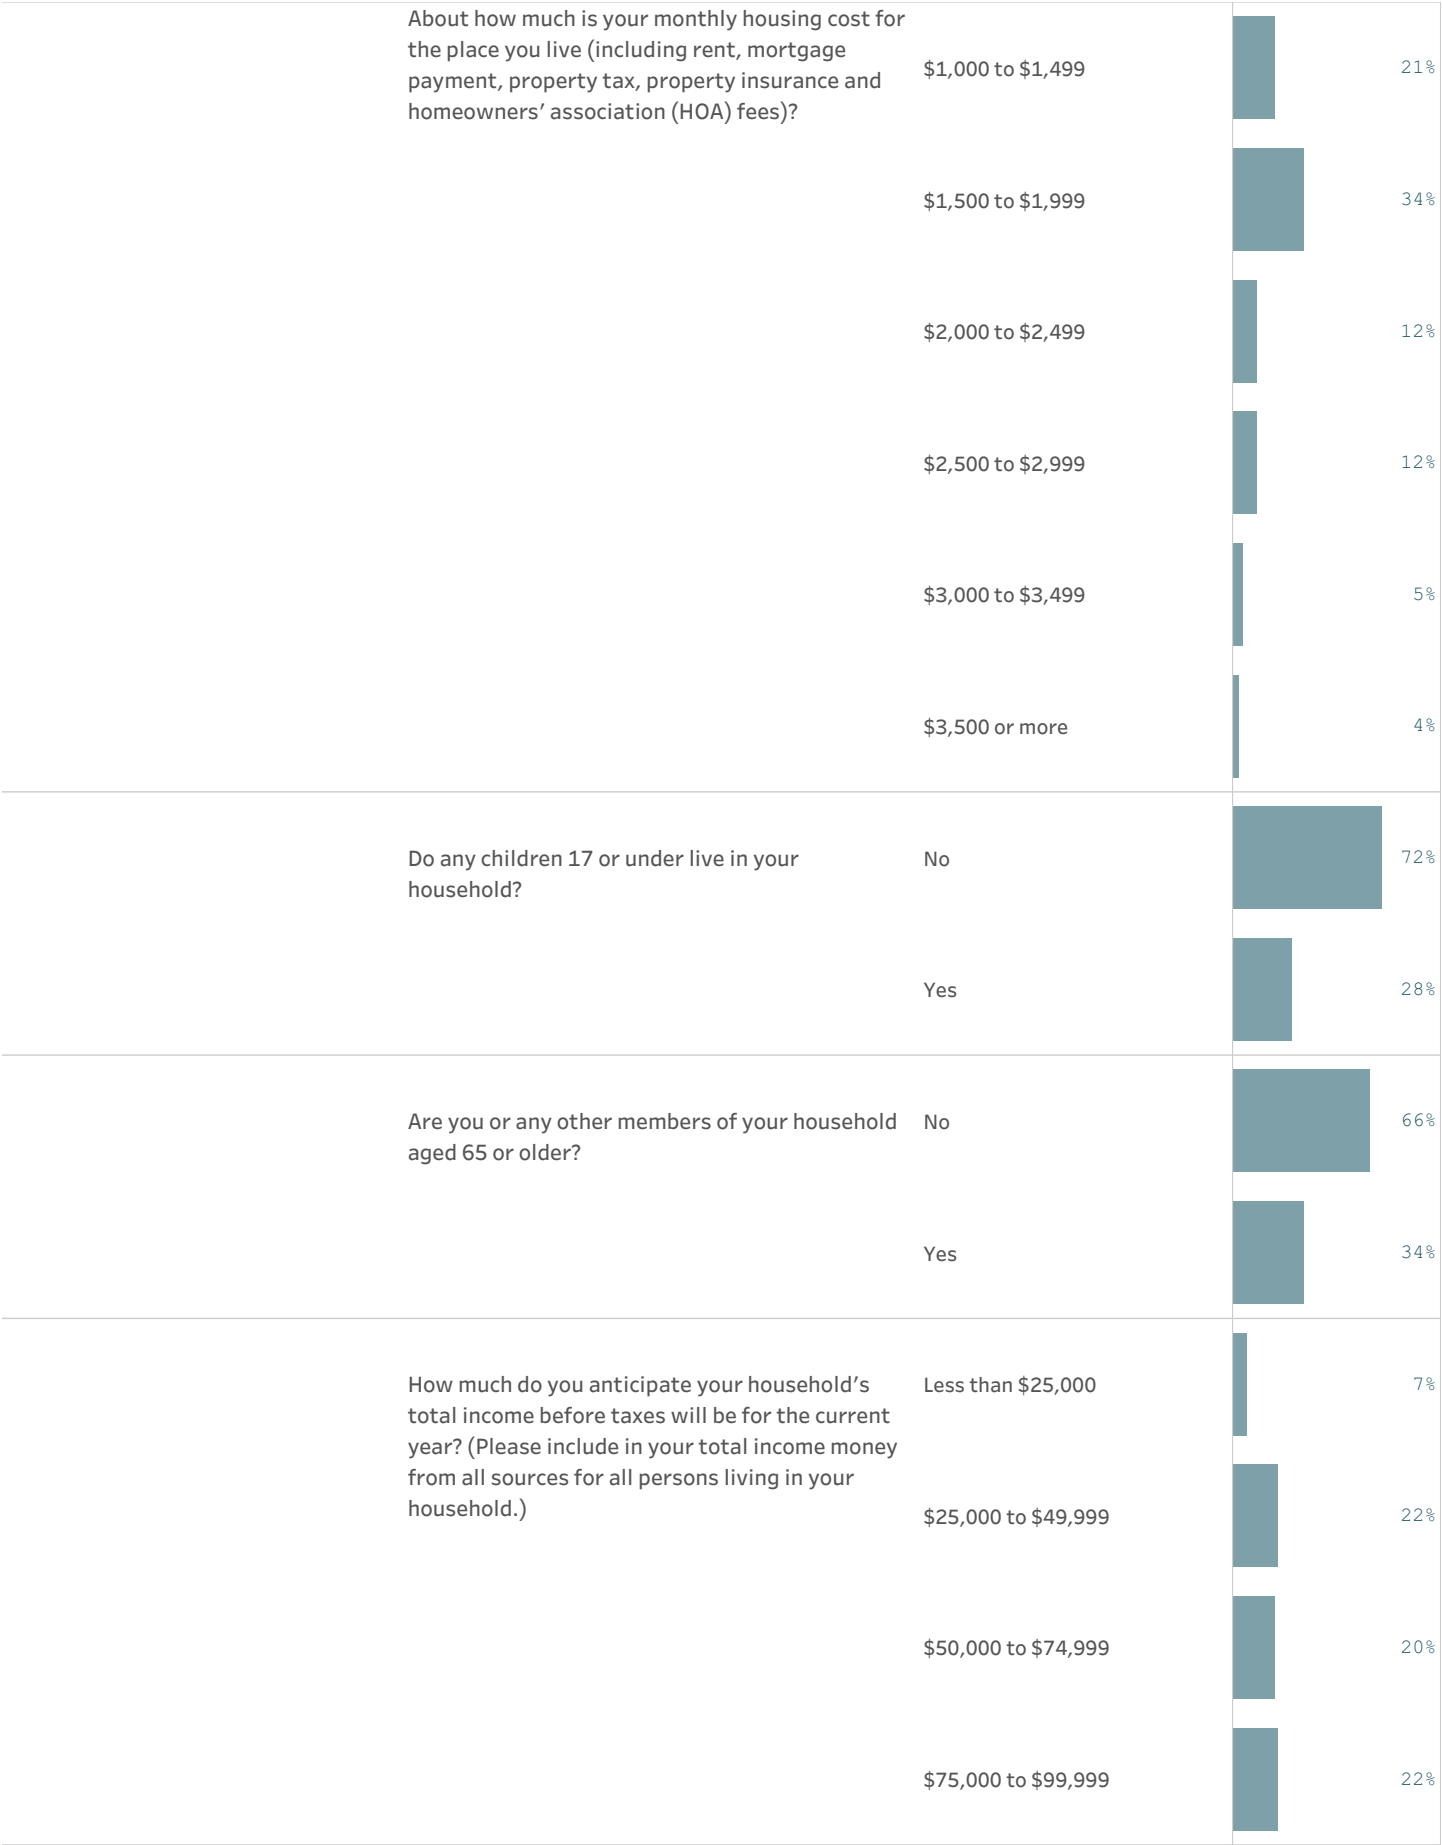 About how much is your monthly housing cost for
the place you live (including rent, mortgage
payment, property tax, property insurance and
homeowners’ association (HOA) fees)?
$1,000 to $1,499 21%
$1,500 to $1,999 34%
$2,000 to $2,499 12%
$2,500 to $2,999 12%
$3,000 to $3,499 5%
$3,500 or more 4%
Do any children 17 or under live in your
household?
No 72%
Yes 28%
Are you or any other members of your household
aged 65 or older?
No 66%
Yes 34%
How much do you anticipate your household’s
total income before taxes will be for the current
year? (Please include in your total income money
from all sources for all persons living in your
household.)
Less than $25,000 7%
$25,000 to $49,999 22%
$50,000 to $74,999 20%
$75,000 to $99,999 22%